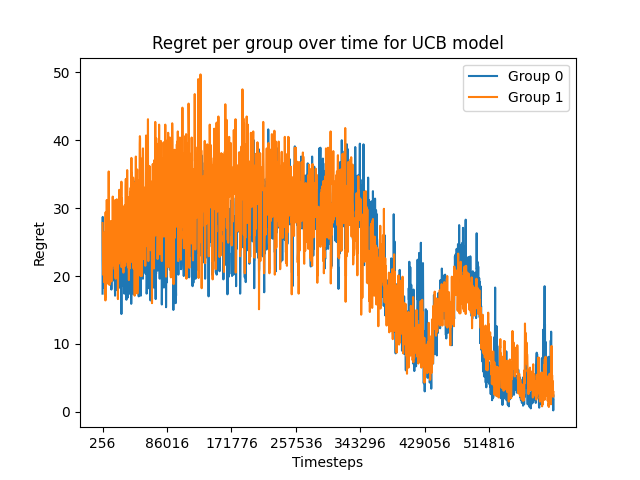 Regret per group over time for UCB model
Group 0
Group 1
50
40
30
20
10
0
Regret
256 86016 171776 257536 343296 429056 514816
Timesteps